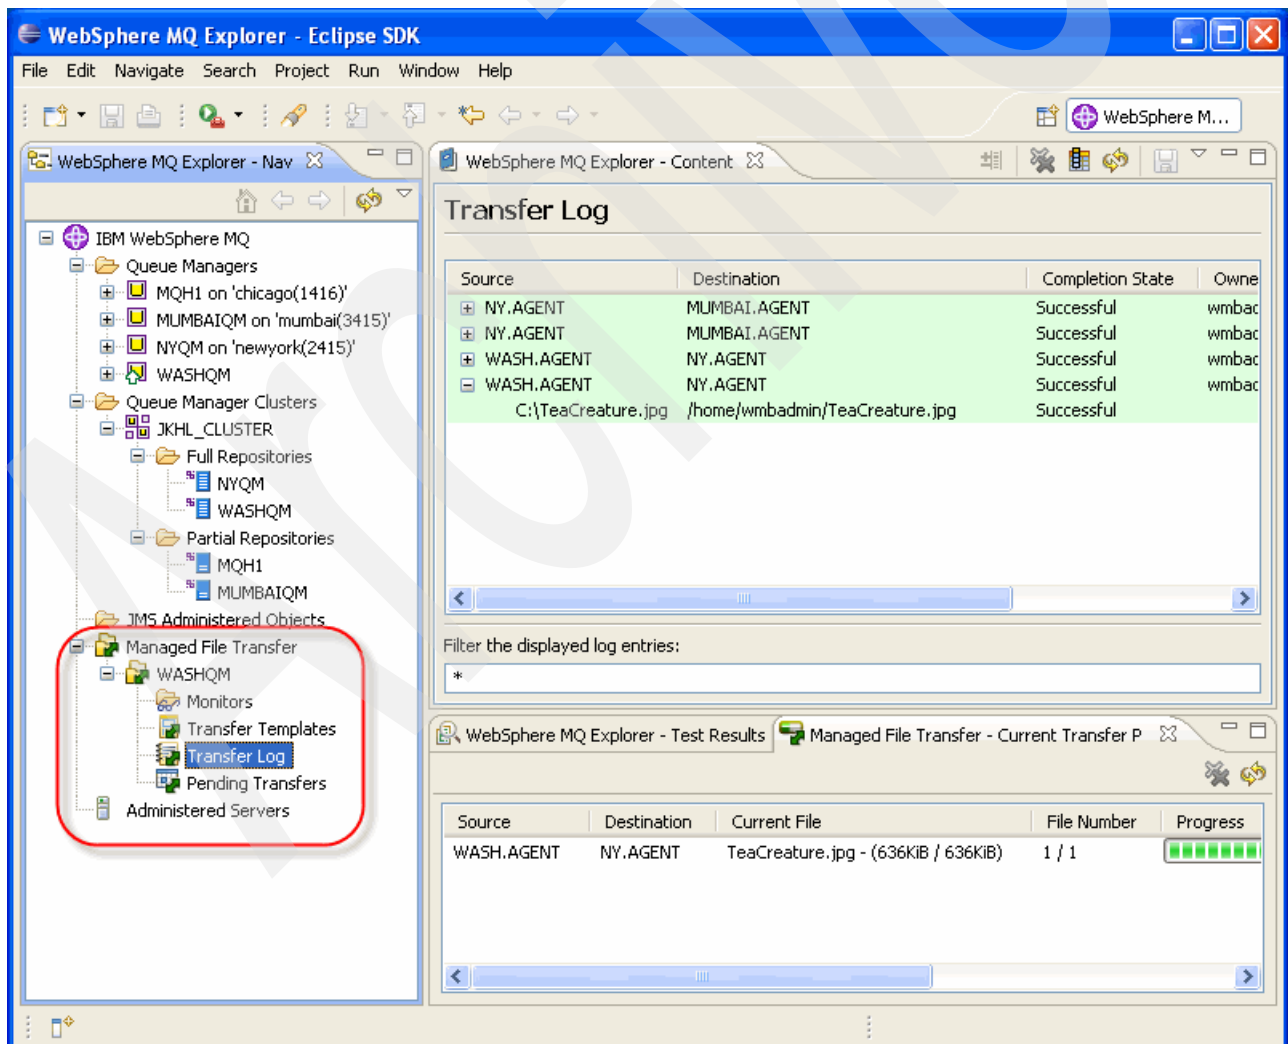 WebSphere MQ Explorer - Eclipse SDK
File Edit Navigate Search Project Run Window Help
WebSphere M...
WebSphere MQ Explorer - Nav
IBM WebSphere MQ
Queue Managers
MQH1 on 'chicago(1416)'
MUMBAIQM on 'mumbai(3415)'
NYQM on 'newyork(2415)'
WASHQM
Queue Manager Clusters
JKHL_CLUSTER
Full Repositories
NYQM
WASHQM
Partial Repositories
MQH1
MUMBAIQM
JMS Administered Objects
Managed File Transfer
WASHQM
Monitors
Transfer Templates
Transfer Log
Pending Transfers
Administered Servers
WebSphere MQ Explorer - Content
Transfer Log
Source Destination Completion State Owne
NY.AGENT MUMBAI.AGENT Successful wmbac
NY.AGENT MUMBAI.AGENT Successful wmbac
WASH.AGENT NY.AGENT Successful wmbac
WASH.AGENT NY.AGENT Successful wmbac
C:\TeaCreature.jpg /home/wmbadmin/TeaCreature.jpg Successful
Filter the displayed log entries:
*
WebSphere MQ Explorer - Test Results Managed File Transfer - Current Transfer P
Source Destination Current File File Number Progress
WASH.AGENT NY.AGENT TeaCreature.jpg - (636KiB / 636KiB) 1 / 1